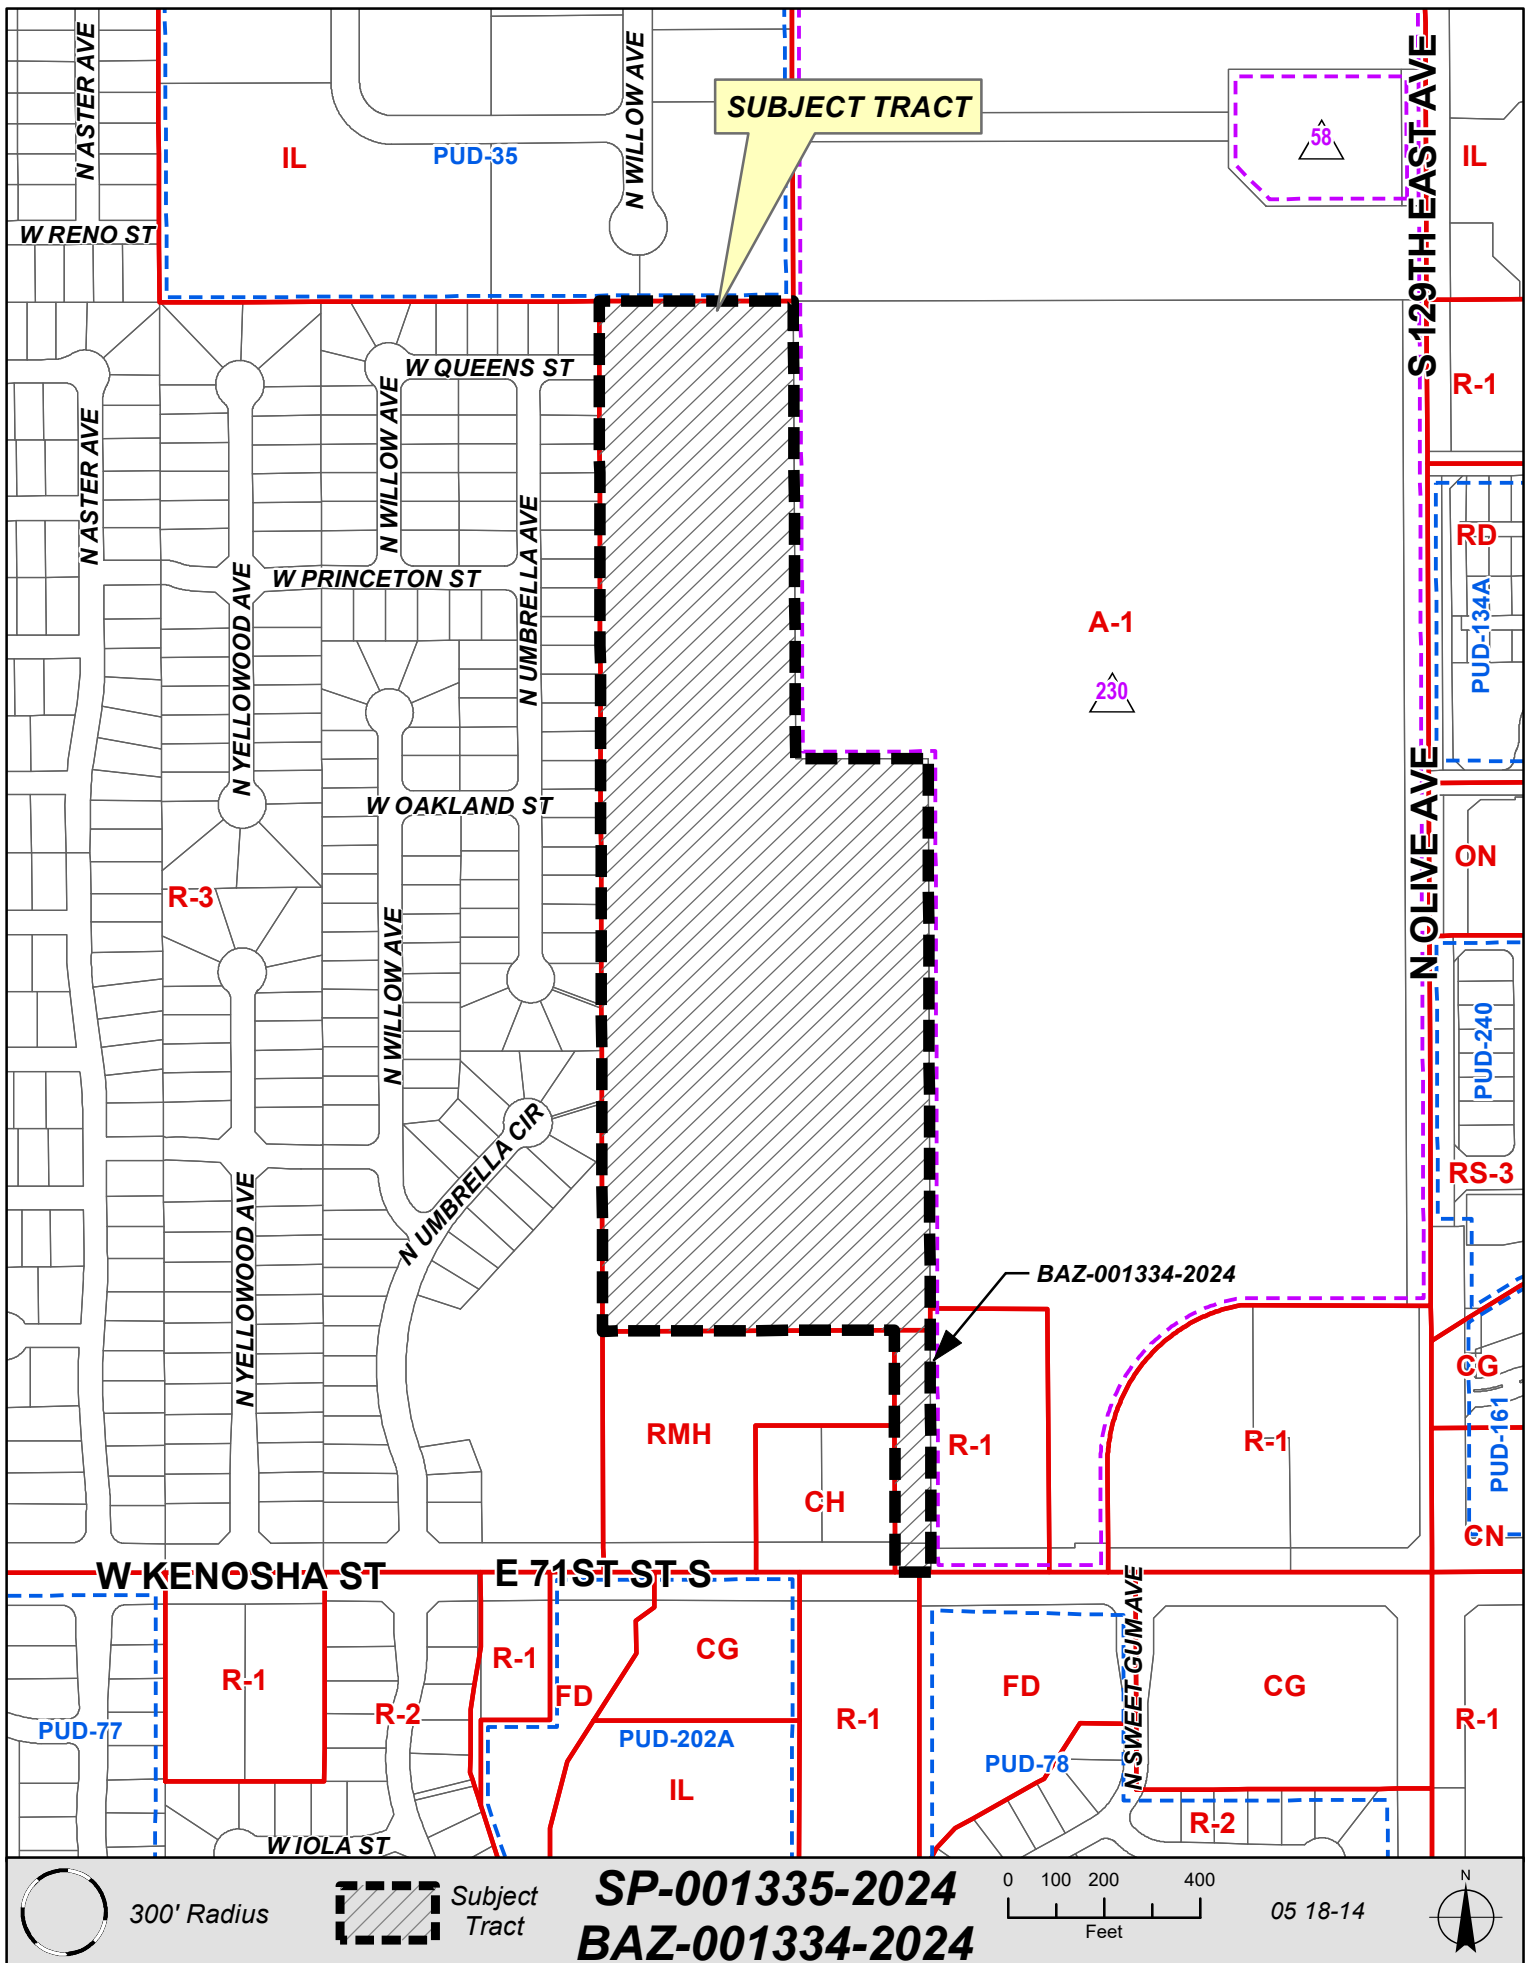 N ASTER AVE
N WILLOW AVE
SUBJECT TRACT
S 129TH EAST AVE
58
IL
PUD-35
IL
W RENO ST
W QUEENS ST
R-1
N ASTER AVE
N WILLOW AVE
N UMBRELLA AVE
RD
W PRINCETON ST
PUD-134A
A-1
N YELLOWOOD AVE
230
W OAKLAND ST
N OLIVE AVE
ON
R-3
N WILLOW AVE
PUD-240
N UMBRELLA CIR
RS-3
N YELLOWOOD AVE
BAZ-001334-2024
CG
RMH
R-1
R-1
PUD-161
CH
CN
W KENOSHA ST
E 71ST ST S
N SWEET GUM AVE
R-1
R-1
CG
FD
FD
CG
R-2
R-1
R-1
PUD-77
PUD-202A
PUD-78
IL
R-2
W IOLA ST
300' Radius
Subject
Tract
SP-001335-2024
BAZ-001334-2024
0 100 200 400
Feet
05 18-14
N